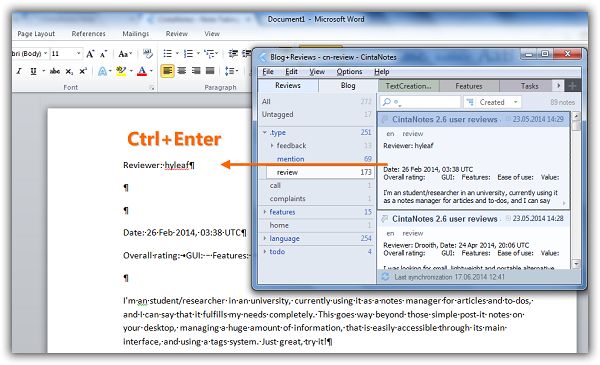 Document1 - Microsoft Word
Page Layout References Mailings Review View
bri (Body) 11
Font
Paragraph
Ctrl+Enter
Reviewer: hyleaf¶
¶
¶
Date: 26 Feb 2014, 03:38 UTC¶
Overall rating: GUI: -- Features:
¶
I'm an student/researcher in an university, currently using it as a notes manager for articles and to-dos,
and I can say that it fulfills my needs completely. This goes way beyond those simple post-it notes on
your desktop, managing a huge amount of information, that is easily accessible through its main
interface, and using a tags system. Just great, try it!¶
Blog+Reviews - cn-review - CintaNotes
File Edit View Options Help
Reviews Blog TextCreation... Features Tasks
All 272
Untagged 17
.type 251
feedback 13
mention 69
review 173
call 1
complaints 1
features 15
home 1
language 254
todo 4
Created 89 notes
CintaNotes 2.6 user reviews 23.05.2014 14:29
en review
Reviewer: hyleaf
Date: 26 Feb 2014, 03:38 UTC
Overall rating: GUI: Features: Ease of use: Value:
I'm an student/researcher in an university, currently using it
as a notes manager for articles and to-dos, and I can say
CintaNotes 2.6 user reviews 23.05.2014 14:28
en review
Reviewer: Drooith, Date: 24 Apr 2014, 20:06 UTC
Overall rating: GUI: Features: Ease of use: Value:
I was looking for small, lightweight and portable alternative
Last synchronization 17.06.2014 12:41